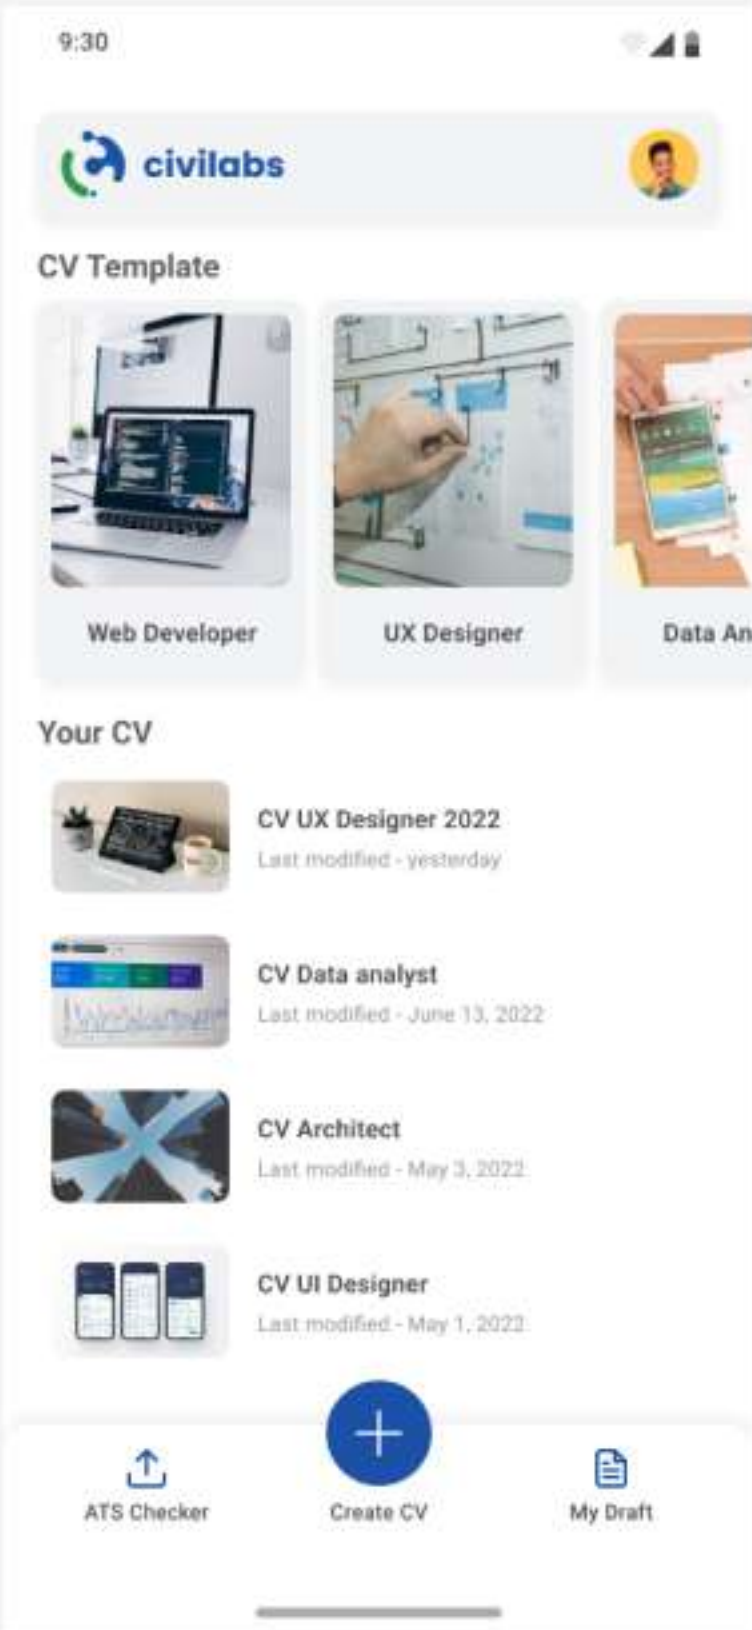 9:30
civilabs
CV Template
Web Developer
UX Designer
Data An
Your CV
CV UX Designer 2022
Last modified - yesterday
CV Data analyst
Last modified - June 13, 2022
CV Architect
Last modified - May 3, 2022
CV UI Designer
Last modified - May 1, 2022
ATS Checker
Create CV
My Draft